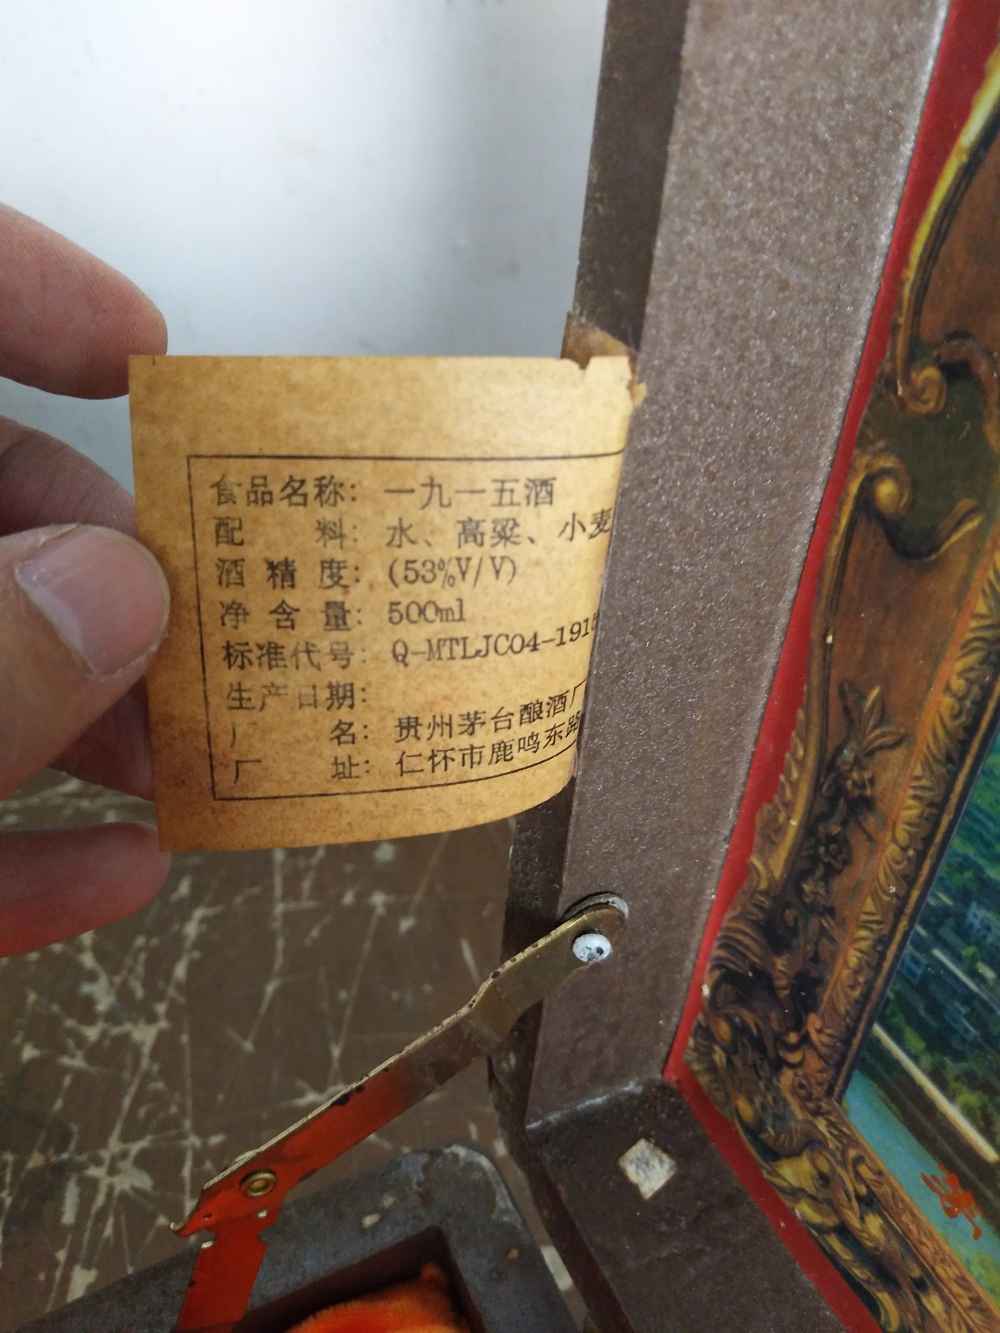 食品名称: 一九一五酒
配 料: 水、高粱、小麦
酒精度: (53%V/V)
净含量: 500ml
标准代号: Q-MTLJC04-1915
生产日期:
厂 名: 贵州茅台酿酒厂
厂 址: 仁怀市鹿鸣东路